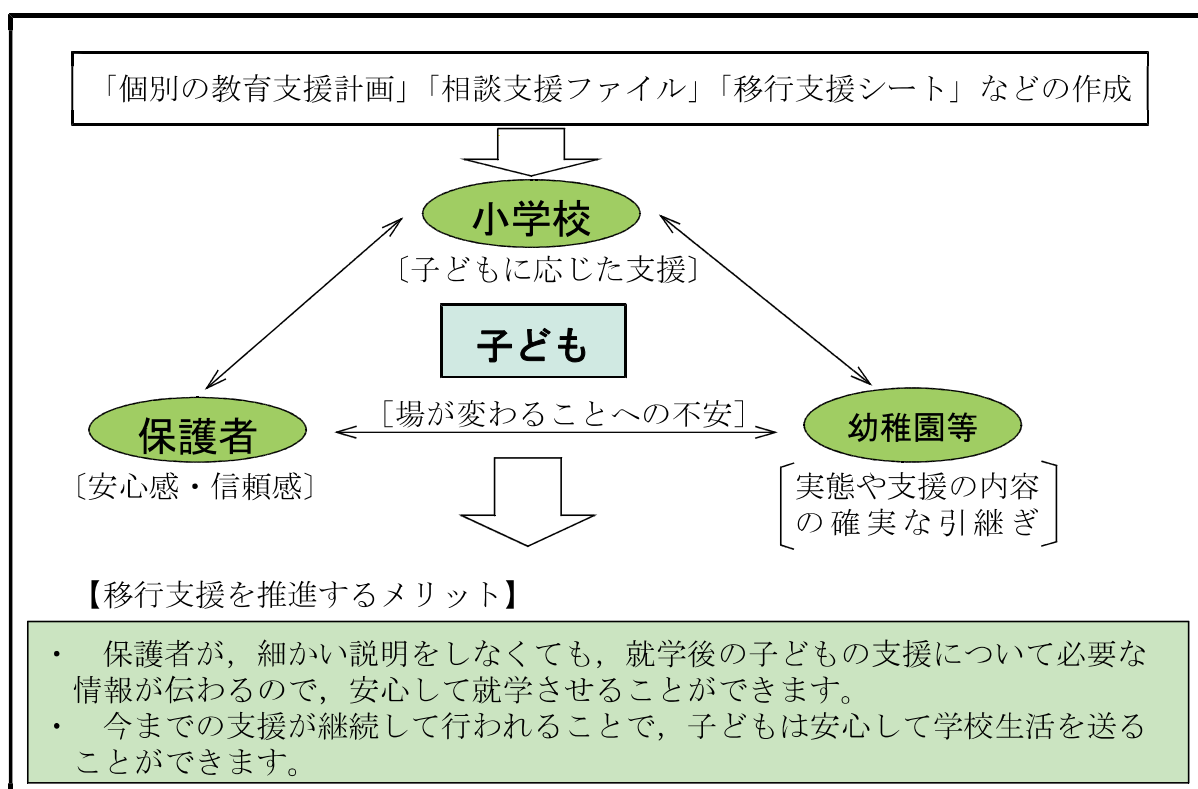 「個別の教育支援計画」「相談支援ファイル」「移行支援シート」などの作成
小学校
〔子どもに応じた支援〕
子ども
［場が変わることへの不安］
保護者
〔安心感・信頼感〕
幼稚園等
実態や支援の内容
の確実な引継ぎ
【移行支援を推進するメリット】
・　保護者が，細かい説明をしなくても，就学後の子どもの支援について必要な
情報が伝わるので，安心して就学させることができます。
・　今までの支援が継続して行われることで，子どもは安心して学校生活を送る
ことができます。